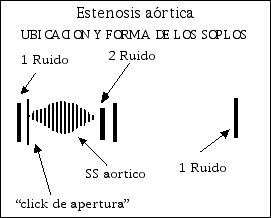 Estenosis aórtica
UBICACION Y FORMA DE LOS SOPLOS
1 Ruido
2 Ruido
SS aortico
1 Ruido
“click de apertura”